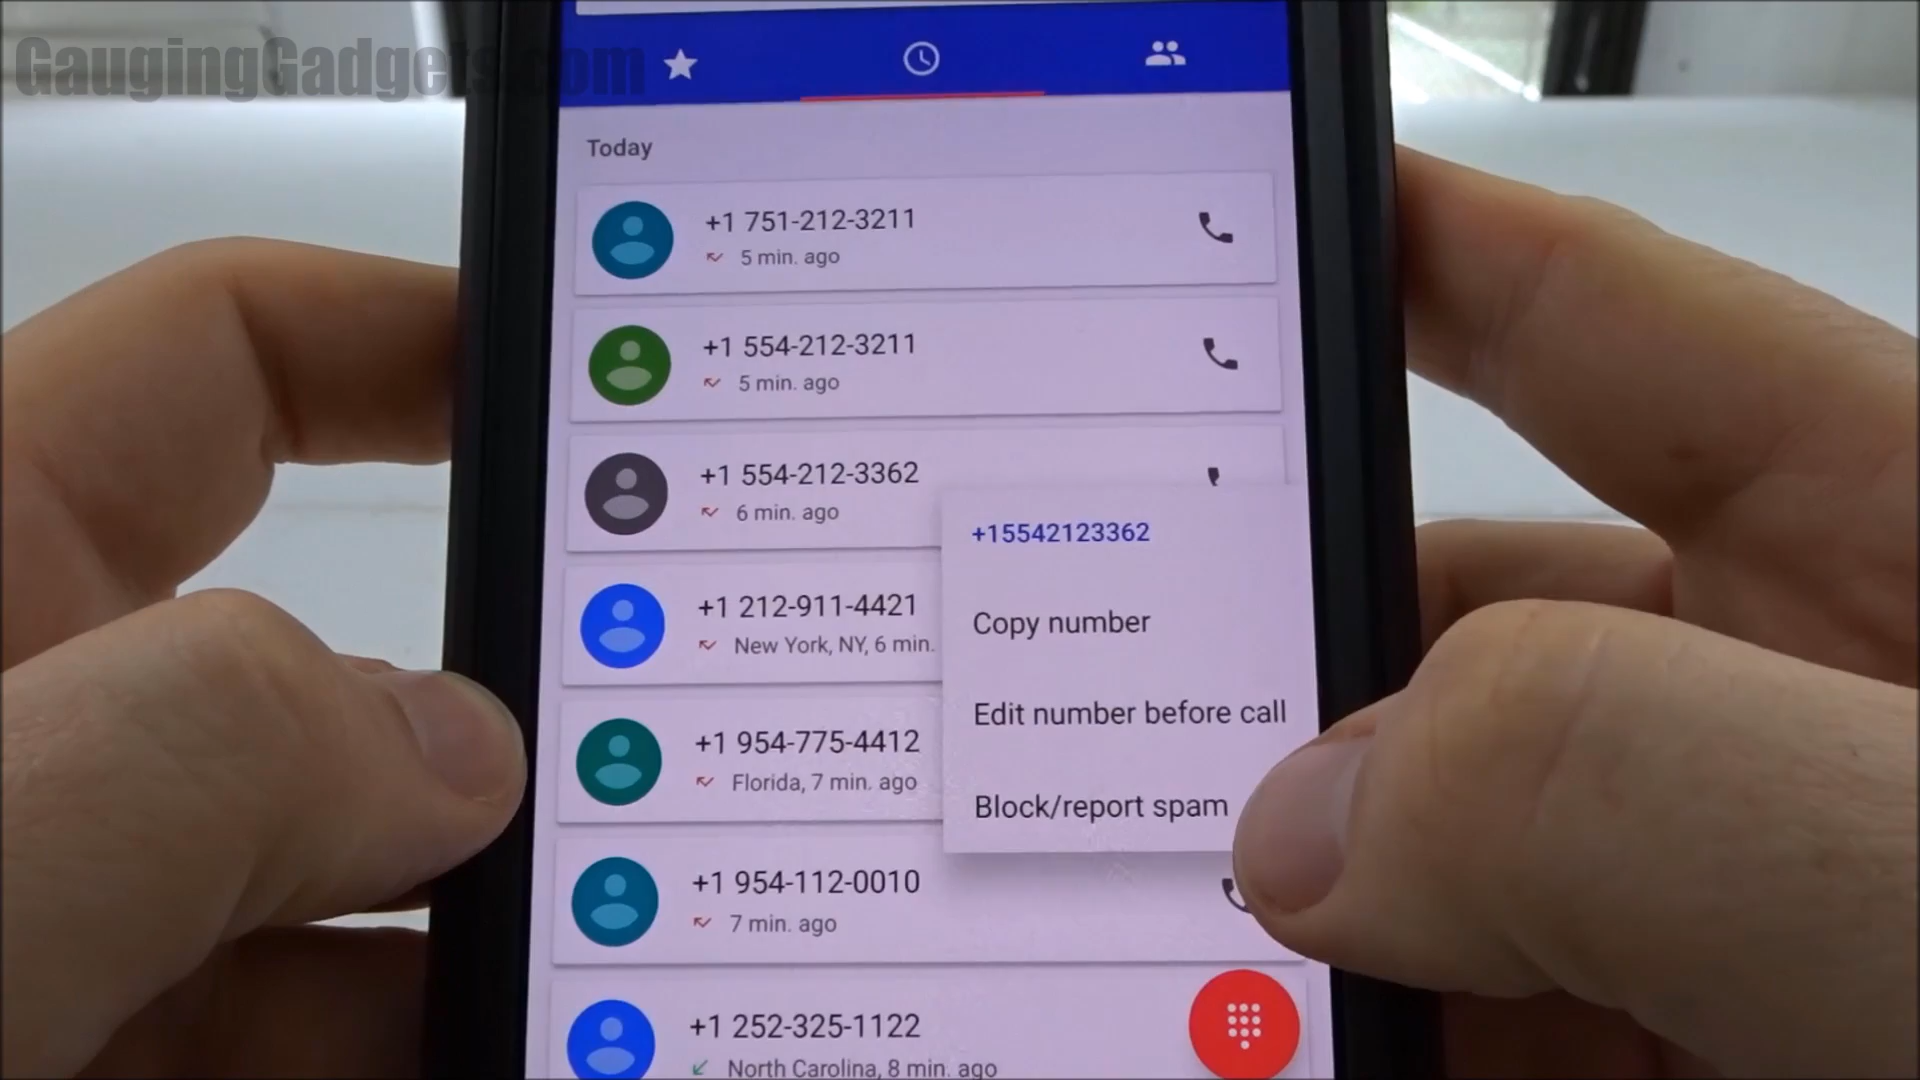 GaugingGadgets.com
Today
+1 751-212-3211
5 min. ago
+1 554-212-3211
5 min. ago
+1 554-212-3362
6 min. ago
+15542123362
Copy number
Edit number before call
Block/report spam
+1 212-911-4421
New York, NY, 6 min.
+1 954-775-4412
Florida, 7 min. ago
+1 954-112-0010
7 min. ago
+1 252-325-1122
North Carolina, 8 min. ago